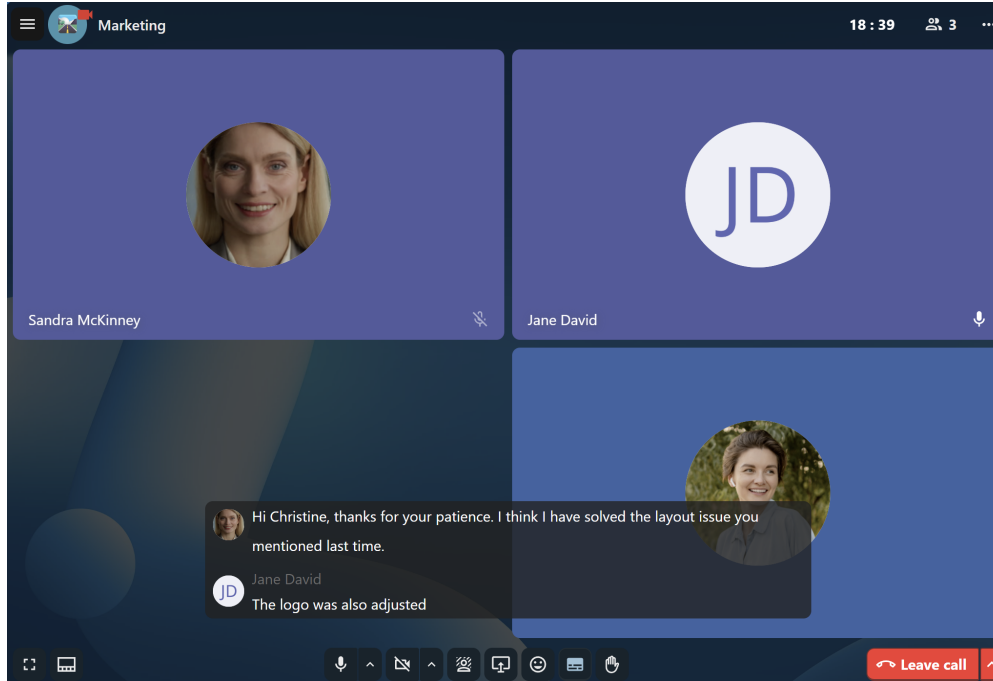 Marketing
18 : 39
3
JD
Sandra McKinney
Jane David
Hi Christine, thanks for your patience. I think I have solved the layout issue you
mentioned last time.
Jane David
JD
The logo was also adjusted
Leave call